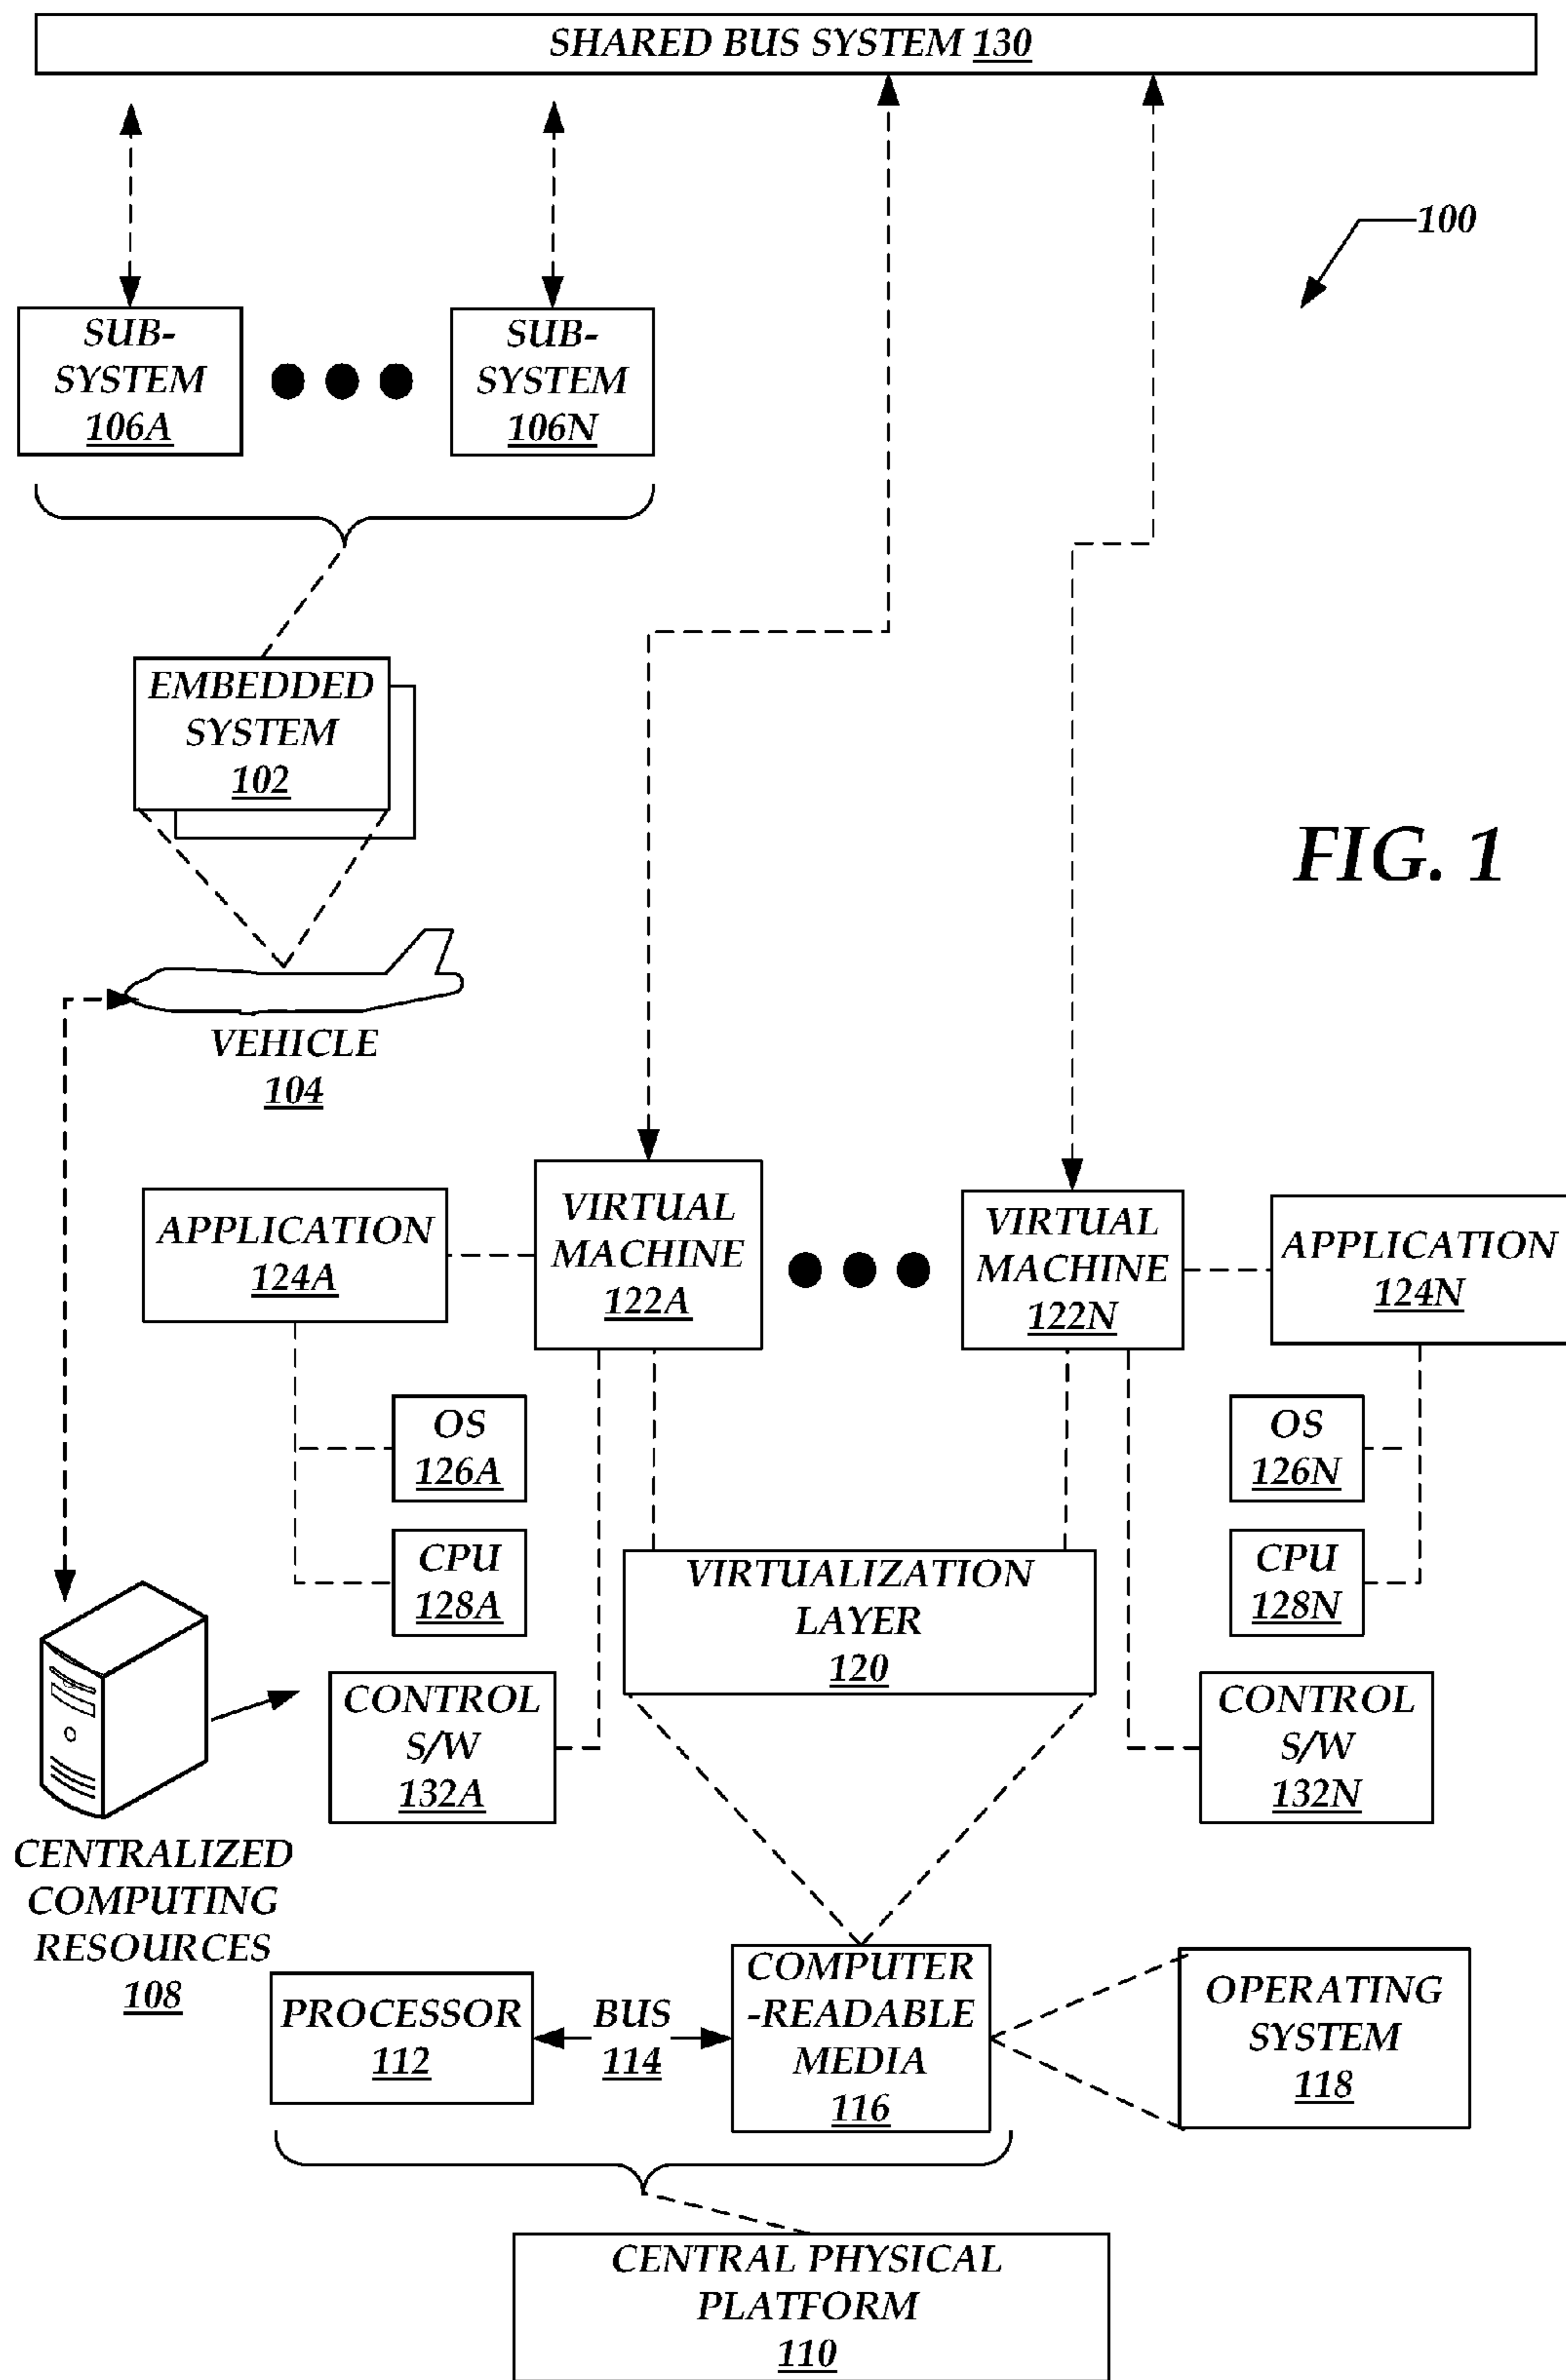 SHARED BUS SYSTEM 130
100
SUB-
SYSTEM
106A
SUB-
SYSTEM
106N
EMBEDDED
SYSTEM
102
FIG. 1
VEHICLE
104
APPLICATION
124A
VIRTUAL
MACHINE
122A
VIRTUAL
MACHINE
122N
APPLICATION
124N
OS
126A
OS
126N
CPU
128A
VIRTUALIZATION
LAYER
120
CPU
128N
CONTROL
S/W
132A
CONTROL
S/W
132N
CENTRALIZED
COMPUTING
RESOURCES
108
PROCESSOR
112
BUS
114
COMPUTER
-READABLE
MEDIA
116
OPERATING
SYSTEM
118
CENTRAL PHYSICAL
PLATFORM
110